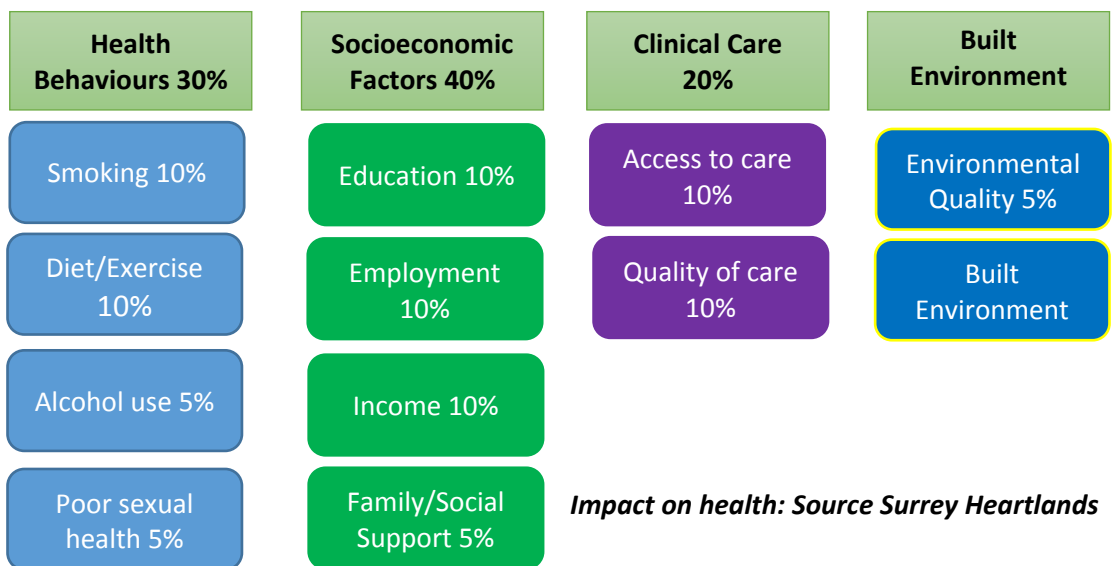 Health
Behaviours 30%
Smoking 10%
Diet/Exercise
10%
Alcohol use 5%
Poor sexual
health 5%
Socioeconomic
Factors 40%
Education 10%
Employment
10%
Income 10%
Family/Social
Support 5%
Clinical Care
20%
Access to care
10%
Quality of care
10%
Built
Environment
Environmental
Quality 5%
Built
Environment
Impact on health: Source Surrey Heartlands